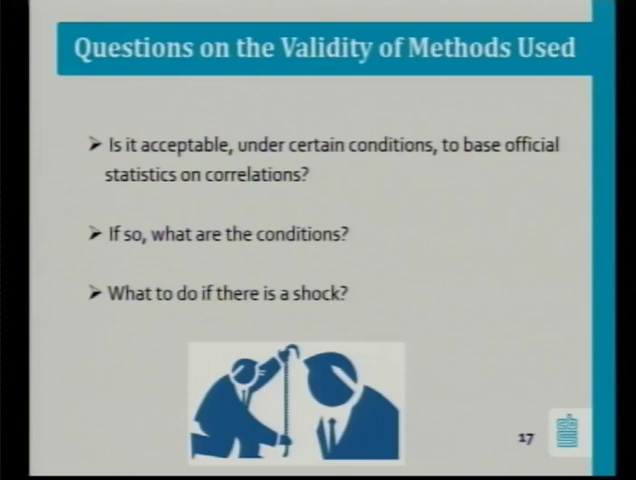 Questions on the Validity of Methods Used
➤ Is it acceptable, under certain conditions, to base official
statistics on correlations?
➤ If so, what are the conditions?
➤ What to do if there is a shock?
17